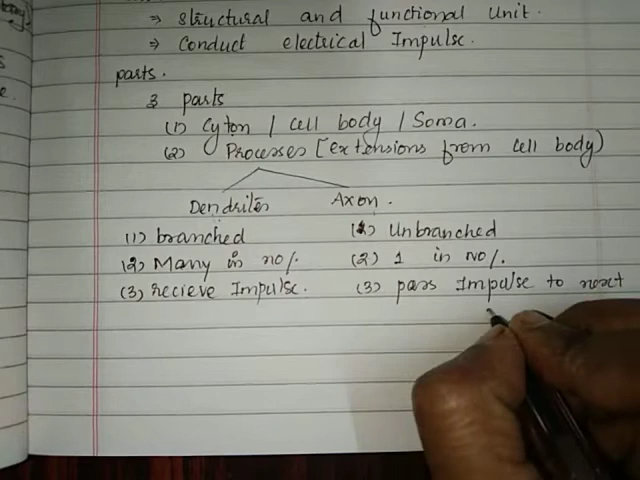 ⇒ Structural and functional Unit.
⇒ Conduct electrical Impulse.
parts.
3 parts
(1) Cyton / cell body / Soma.
(2) Processes [extensions from cell body)
Dendrites Axon.
(1) branched (1) Unbranched
(2) Many in no/. (2) 1 in No/.
(3) recieve Impulse. (3) pass Impulse to next